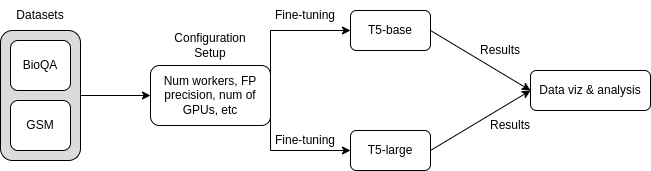 Datasets
BioQA
GSM
Configuration
Setup
Num workers, FP
precision, num of
GPUs, etc
Fine-tuning
T5-base
Fine-tuning
T5-large
Results
Results
Data viz & analysis